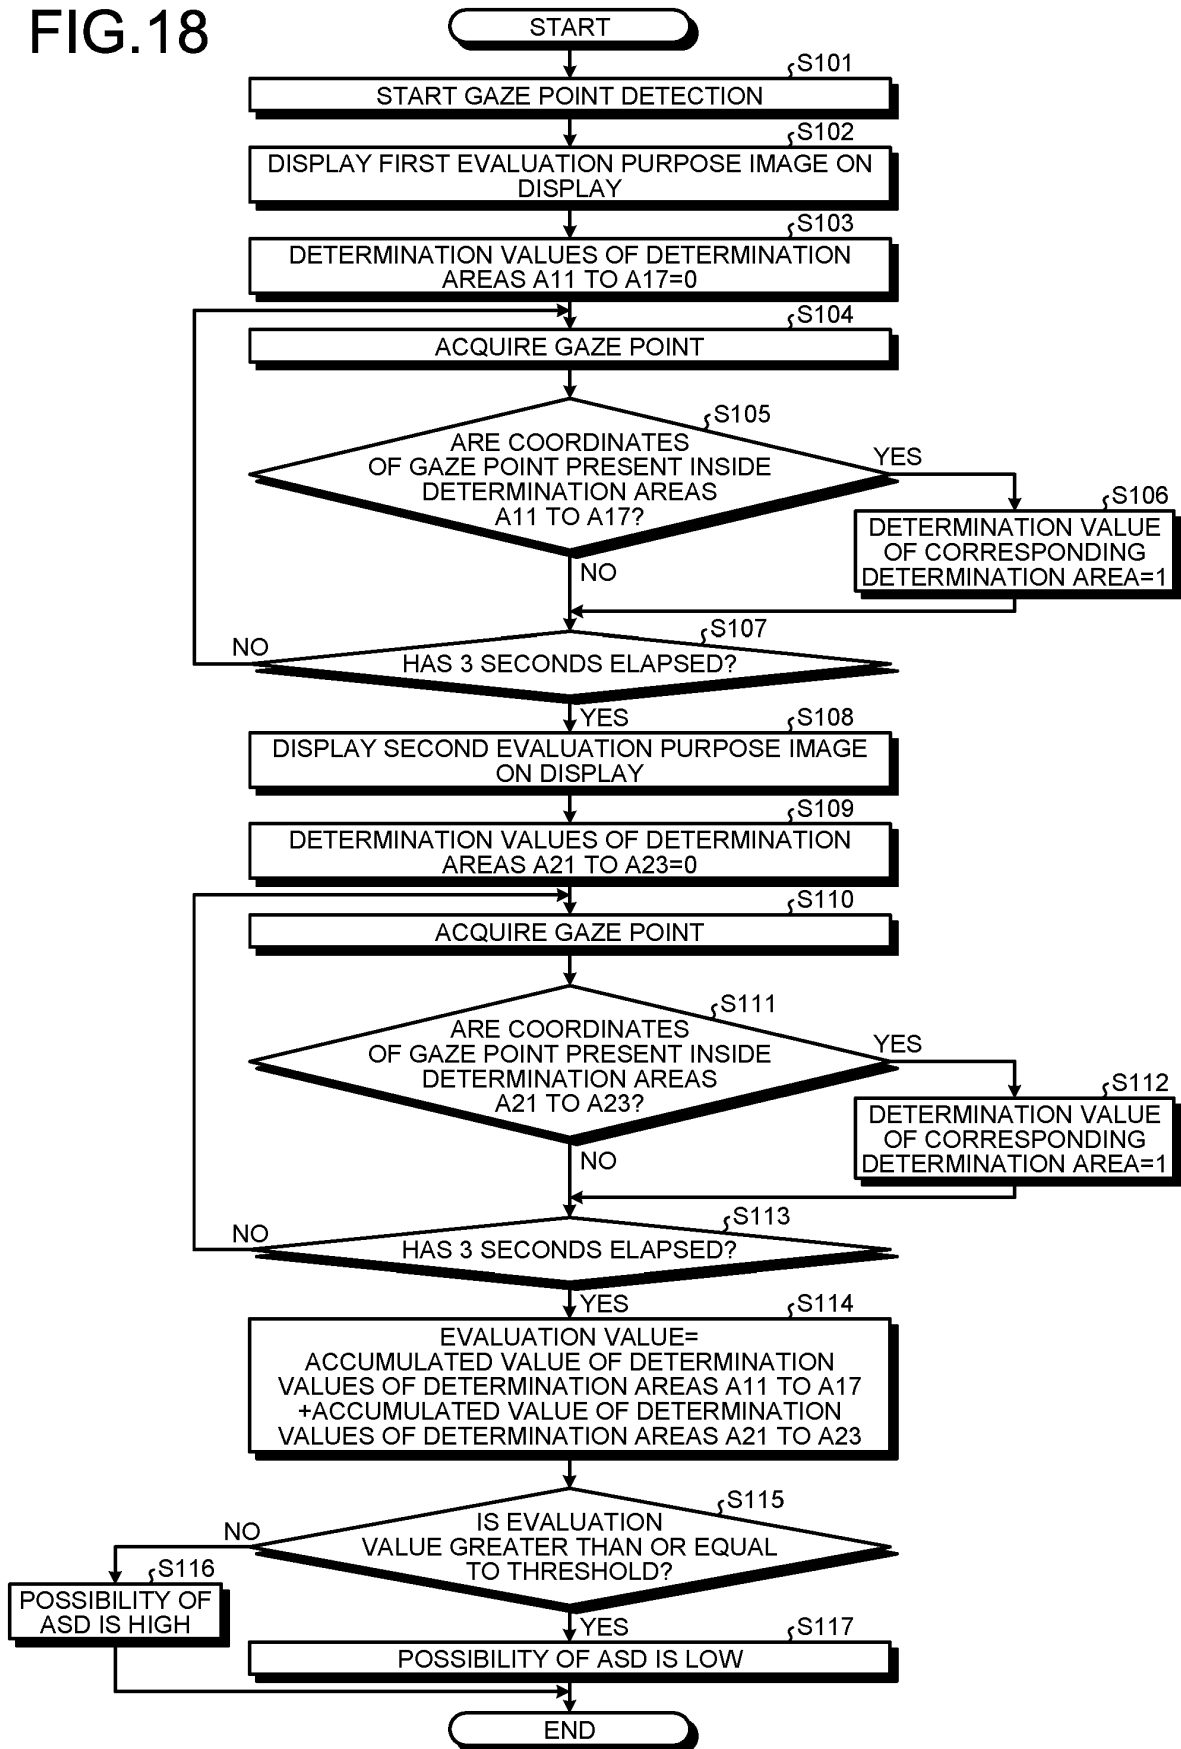 FIG.18
START
S101
START GAZE POINT DETECTION
S102
DISPLAY FIRST EVALUATION PURPOSE IMAGE ON
DISPLAY
S103
DETERMINATION VALUES OF DETERMINATION
AREAS A11 TO A17=0
S104
ACQUIRE GAZE POINT
S105
ARE COORDINATES
OF GAZE POINT PRESENT INSIDE
DETERMINATION AREAS
A11 TO A17?
YES
S106
DETERMINATION VALUE
OF CORRESPONDING
DETERMINATION AREA=1
NO
S107
HAS 3 SECONDS ELAPSED?
NO
YES
S108
DISPLAY SECOND EVALUATION PURPOSE IMAGE
ON DISPLAY
S109
DETERMINATION VALUES OF DETERMINATION
AREAS A21 TO A23=0
S110
ACQUIRE GAZE POINT
S111
ARE COORDINATES
OF GAZE POINT PRESENT INSIDE
DETERMINATION AREAS
A21 TO A23?
YES
S112
DETERMINATION VALUE
OF CORRESPONDING
DETERMINATION AREA=1
NO
S113
HAS 3 SECONDS ELAPSED?
NO
YES
S114
EVALUATION VALUE=
ACCUMULATED VALUE OF DETERMINATION
VALUES OF DETERMINATION AREAS A11 TO A17
+ACCUMULATED VALUE OF DETERMINATION
VALUES OF DETERMINATION AREAS A21 TO A23
S115
IS EVALUATION
VALUE GREATER THAN OR EQUAL
TO THRESHOLD?
NO
S116
POSSIBILITY OF
ASD IS HIGH
YES
S117
POSSIBILITY OF ASD IS LOW
END